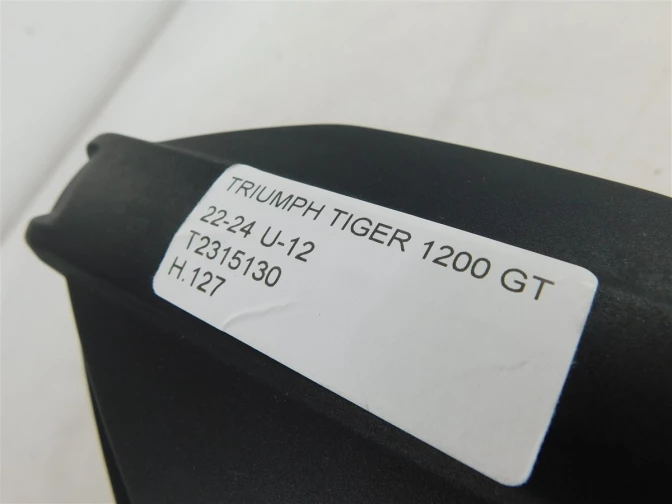 TRIUMPH TIGER 1200 GT
22-24 U-12
T2315130
H.127